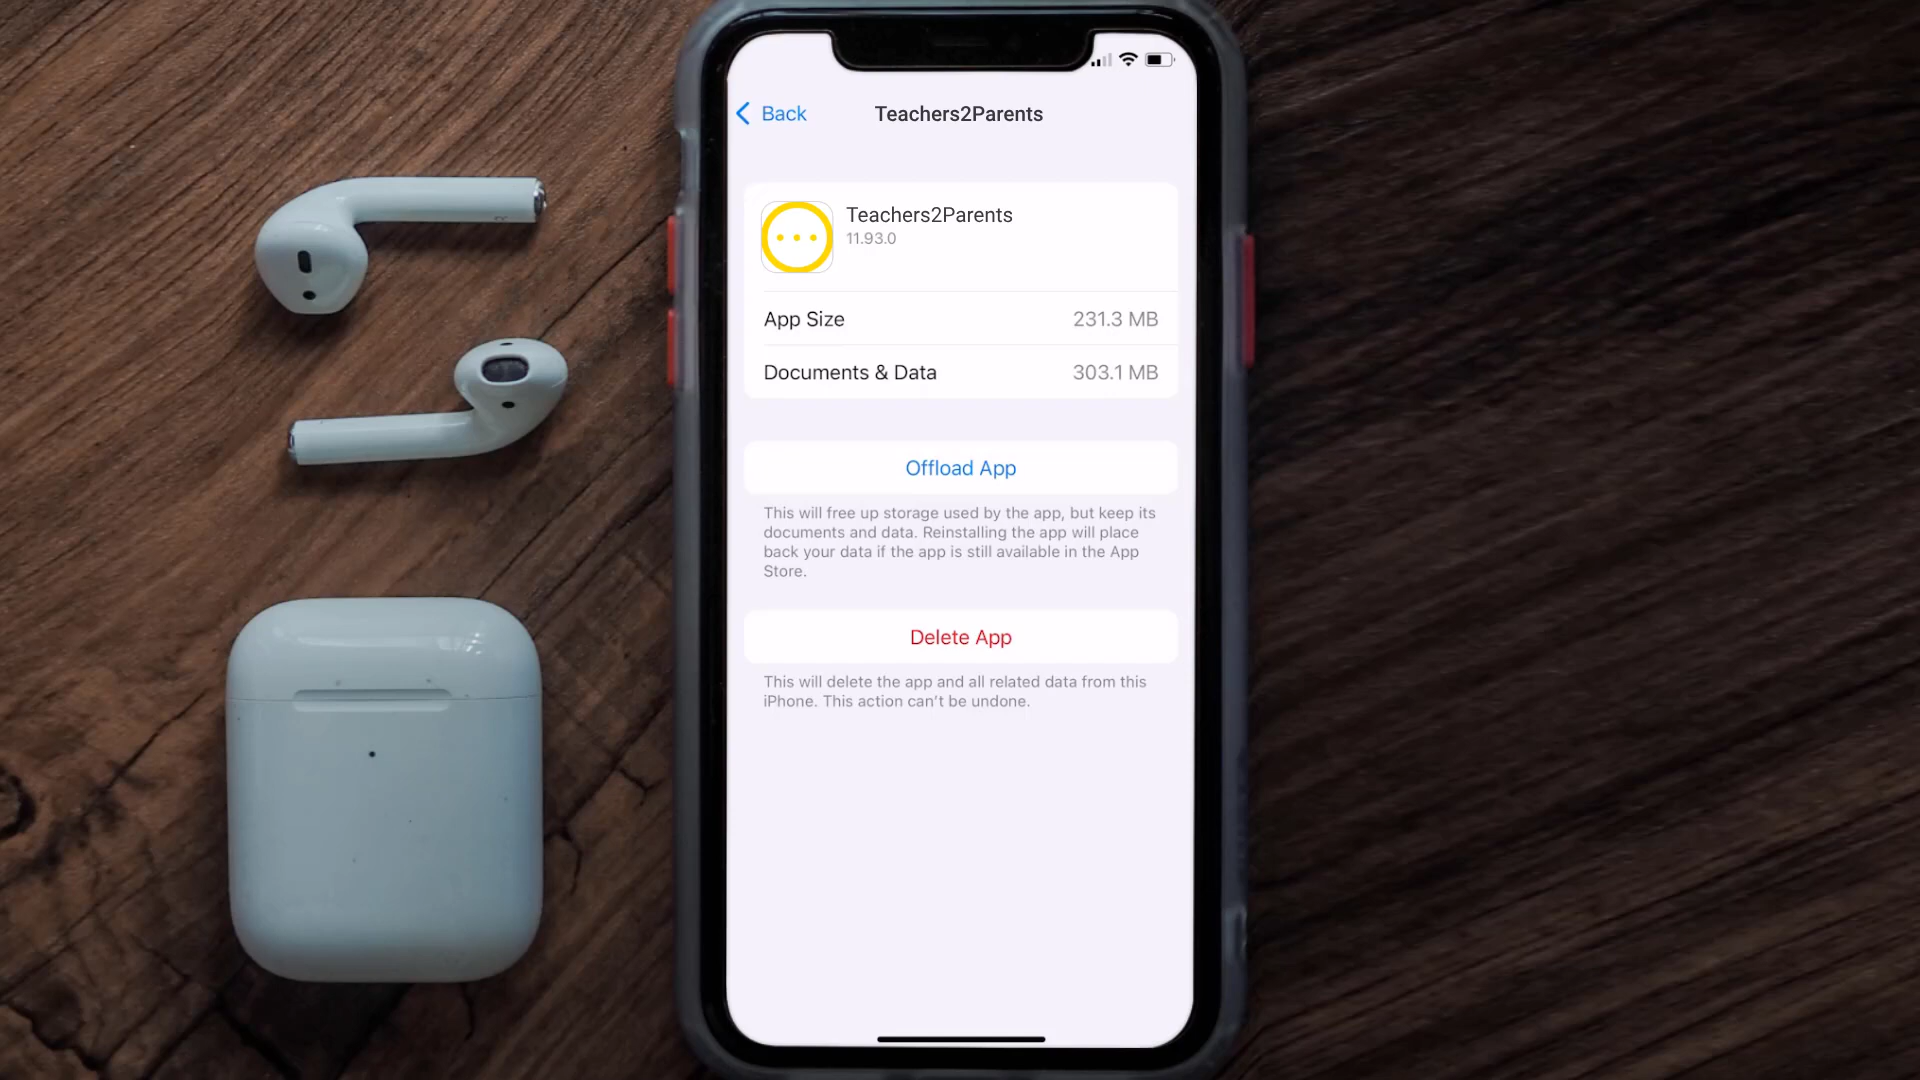 Back
Teachers2Parents
Teachers2Parents
11.93.0
App Size 231.3 MB
Documents & Data 303.1 MB
Offload App
This will free up storage used by the app, but keep its
documents and data. Reinstalling the app will place
back your data if the app is still available in the App
Store.
Delete App
This will delete the app and all related data from this
iPhone. This action can't be undone.